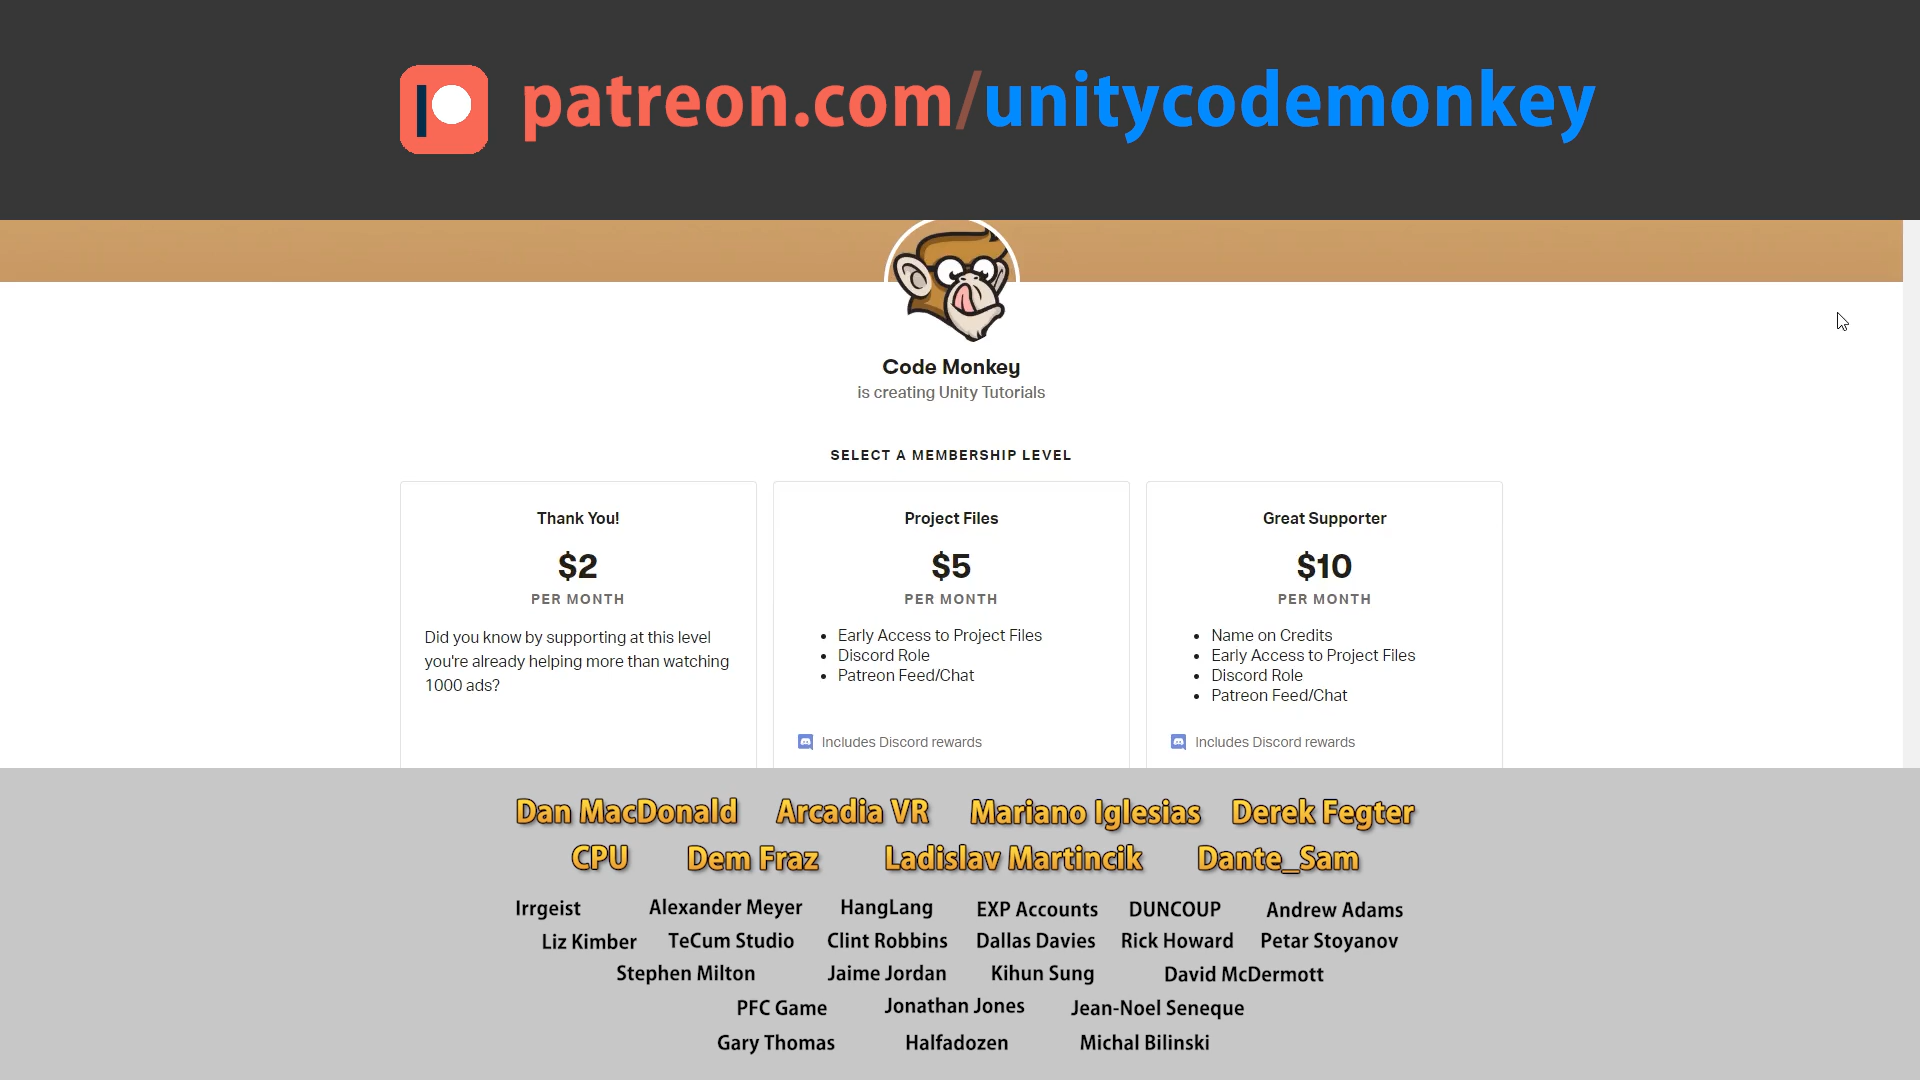 patreon.com/unitycodemonkey
Code Monkey
is creating Unity Tutorials
SELECT A MEMBERSHIP LEVEL
Thank You!
$2
PER MONTH
Did you know by supporting at this level
you're already helping more than watching
1000 ads?
Project Files
$5
PER MONTH
• Early Access to Project Files
• Discord Role
• Patreon Feed/Chat
Includes Discord rewards
Great Supporter
$10
PER MONTH
• Name on Credits
• Early Access to Project Files
• Discord Role
• Patreon Feed/Chat
Includes Discord rewards
Dan MacDonald Arcadia VR Mariano Iglesias Derek Fegter
CPU Dem Fraz Ladislav Martincik Dante_Sam
Irrgeist Alexander Meyer HangLang EXP Accounts DUNCOUP Andrew Adams
Liz Kimber TeCum Studio Clint Robbins Dallas Davies Rick Howard Petar Stoyanov
Stephen Milton Jaime Jordan Kihun Sung David McDermott
PFC Game Jonathan Jones Jean-Noel Seneque
Gary Thomas Halfadozen Michal Bilinski